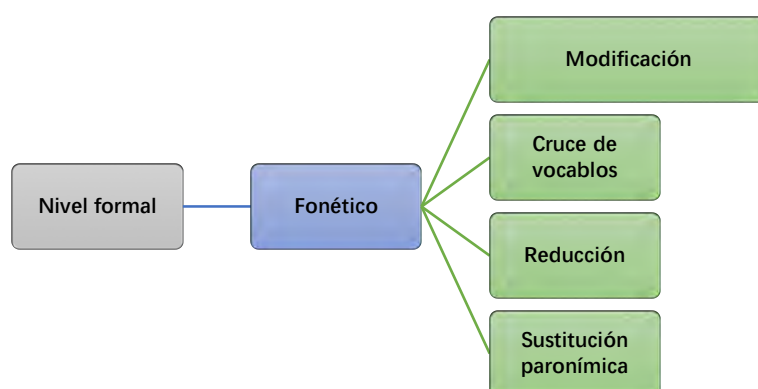 Nivel formal
Fonético
Modificación
Cruce de
vocablos
Reducción
Sustitución
paronímica